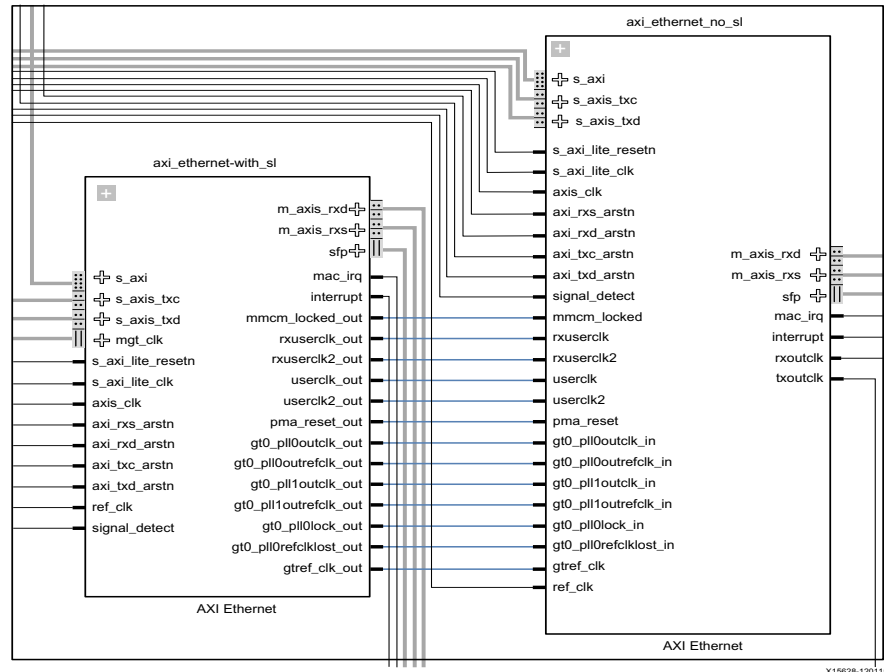 axi_ethernet_no_sl
s_axi
s_axis_txc
s_axis_txd
s_axi_lite_resetn
s_axi_lite_clk
axis_clk
axi_rxs_arstn
axi_rxd_arstn
axi_txc_arstn
axi_txd_arstn
signal_detect
mmcm_locked
rxuserclk
rxuserclk2
userclk
userclk2
pma_reset
gt0_pll0outclk_in
gt0_pll0outrefclk_in
gt0_pll1outclk_in
gt0_pll1outrefclk_in
gt0_pll0lock_in
gt0_pll0refclklost_in
gtref_clk
ref_clk
m_axis_rxd
m_axis_rxs
sfp
mac_irq
interrupt
rxoutclk
txoutclk
AXI Ethernet
axi_ethernet-with_sl
s_axi
s_axis_txc
s_axis_txd
mgt_clk
s_axi_lite_resetn
s_axi_lite_clk
axis_clk
axi_rxs_arstn
axi_rxd_arstn
axi_txc_arstn
axi_txd_arstn
ref_clk
signal_detect
m_axis_rxd
m_axis_rxs
sfp
mac_irq
interrupt
mmcm_locked_out
rxuserclk_out
rxuserclk2_out
userclk_out
userclk2_out
pma_reset_out
gt0_pll0outclk_out
gt0_pll0outrefclk_out
gt0_pll1outclk_out
gt0_pll1outrefclk_out
gt0_pll0lock_out
gt0_pll0refclklost_out
gtref_clk_out
AXI Ethernet